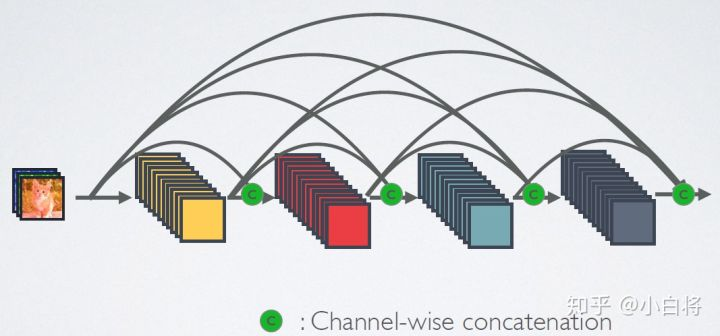 C C C C
C : Channel-wise concatenation
知乎 @小白将